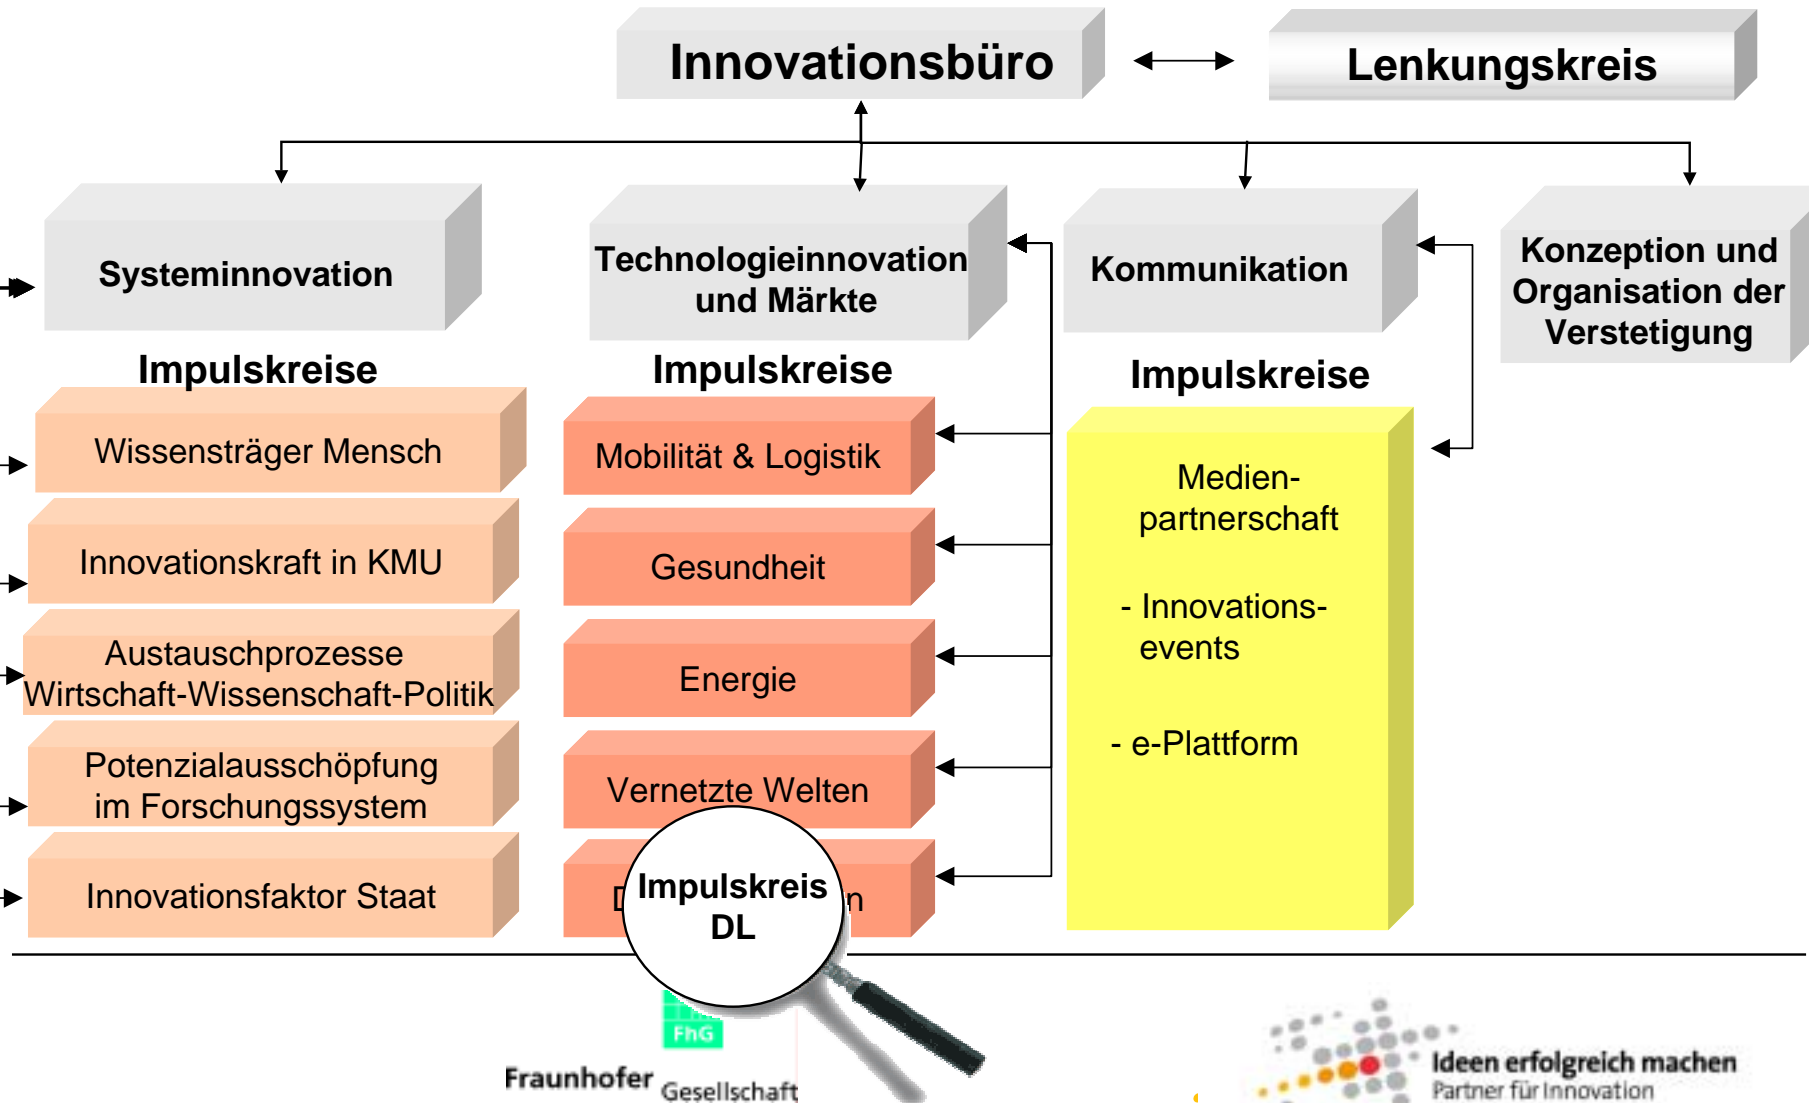 Innovationsbüro
Lenkungskreis
Systeminnovation
Technologieinnovation
und Märkte
Kommunikation
Konzeption und
Organisation der
Verstetigung
Impulskreise
Wissensträger Mensch
Innovationskraft in KMU
Austauschprozesse
Wirtschaft-Wissenschaft-Politik
Potenzialausschöpfung
im Forschungssystem
Innovationsfaktor Staat
Impulskreise
Mobilität & Logistik
Gesundheit
Energie
Vernetzte Welten
Impulskreis
DL
Impulskreise
Medien-
partnerschaft
- Innovations-
events
- e-Plattform
FhG
Fraunhofer Gesellschaft
Ideen erfolgreich machen
Partner für Innovation